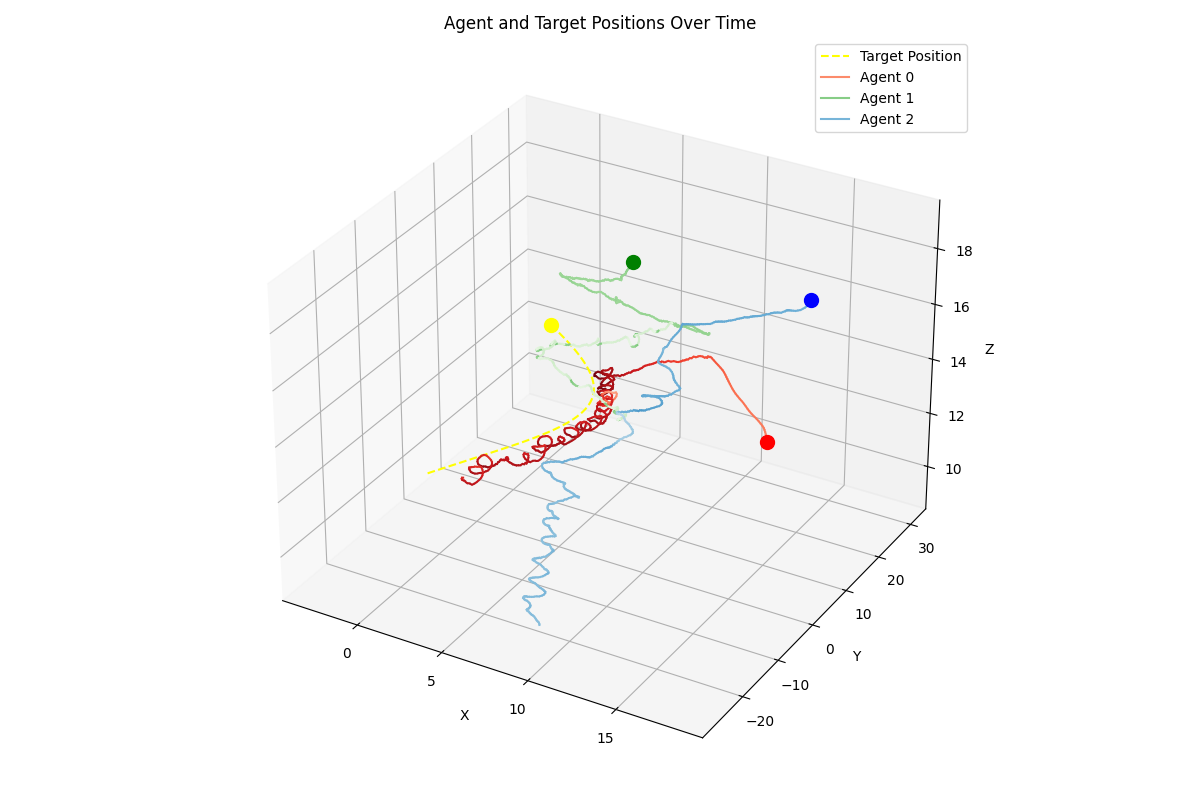 Agent and Target Positions Over Time
Target Position
Agent 0
Agent 1
Agent 2
18
16
14
12
10
Z
30
20
10
0
−10
−20
Y
0
5
10
15
X